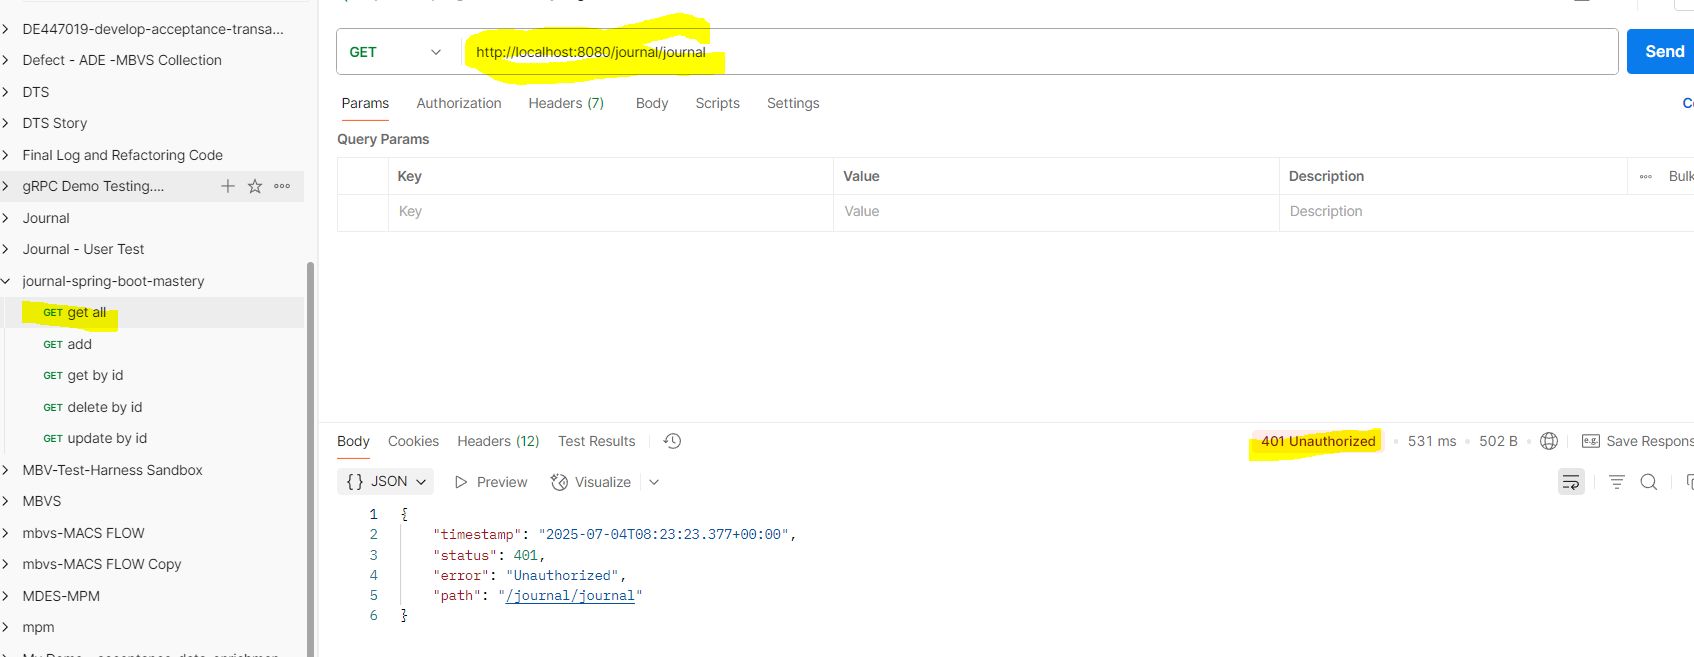 DE447019-develop-acceptance-transa...
Defect - ADE -MBVS Collection
DTS
DTS Story
Final Log and Refactoring Code
gRPC Demo Testing....
Journal
Journal - User Test
journal-spring-boot-mastery
GET get all
GET add
GET get by id
GET delete by id
GET update by id
MBV-Test-Harness Sandbox
MBVS
mbvs-MACS FLOW
mbvs-MACS FLOW Copy
MDES-MPM
mpm
GET http://localhost:8080/journal/journal Send
Params Authorization Headers (7) Body Scripts Settings
Query Params
Key Value Description Bulk
Key Value Description
Body Cookies Headers (12) Test Results 401 Unauthorized 531 ms 502 B e.g. Save Respons
{} JSON Preview Visualize
1 {
2 "timestamp": "2025-07-04T08:23:23.377+00:00",
3 "status": 401,
4 "error": "Unauthorized",
5 "path": "/journal/journal"
6 }